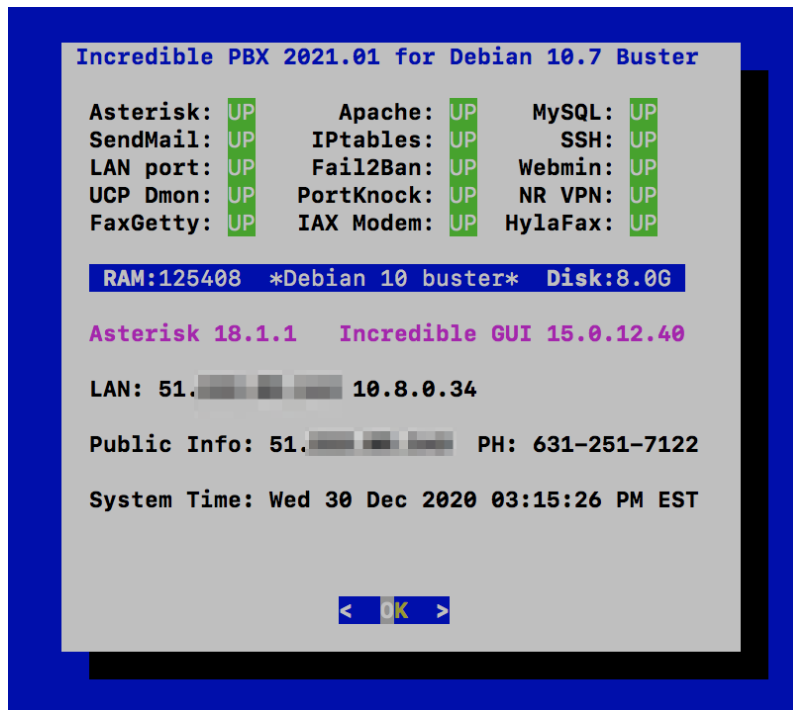 Incredible PBX 2021.01 for Debian 10.7 Buster
Asterisk: UP Apache: UP MySQL: UP
SendMail: UP IPtables: UP SSH: UP
LAN port: UP Fail2Ban: UP Webmin: UP
UCP Dmon: UP PortKnock: UP NR VPN: UP
FaxGetty: UP IAX Modem: UP HylaFax: UP
RAM:125408 *Debian 10 buster* Disk:8.0G
Asterisk 18.1.1 Incredible GUI 15.0.12.40
LAN: 51. 10.8.0.34
Public Info: 51. PH: 631-251-7122
System Time: Wed 30 Dec 2020 03:15:26 PM EST
< OK >